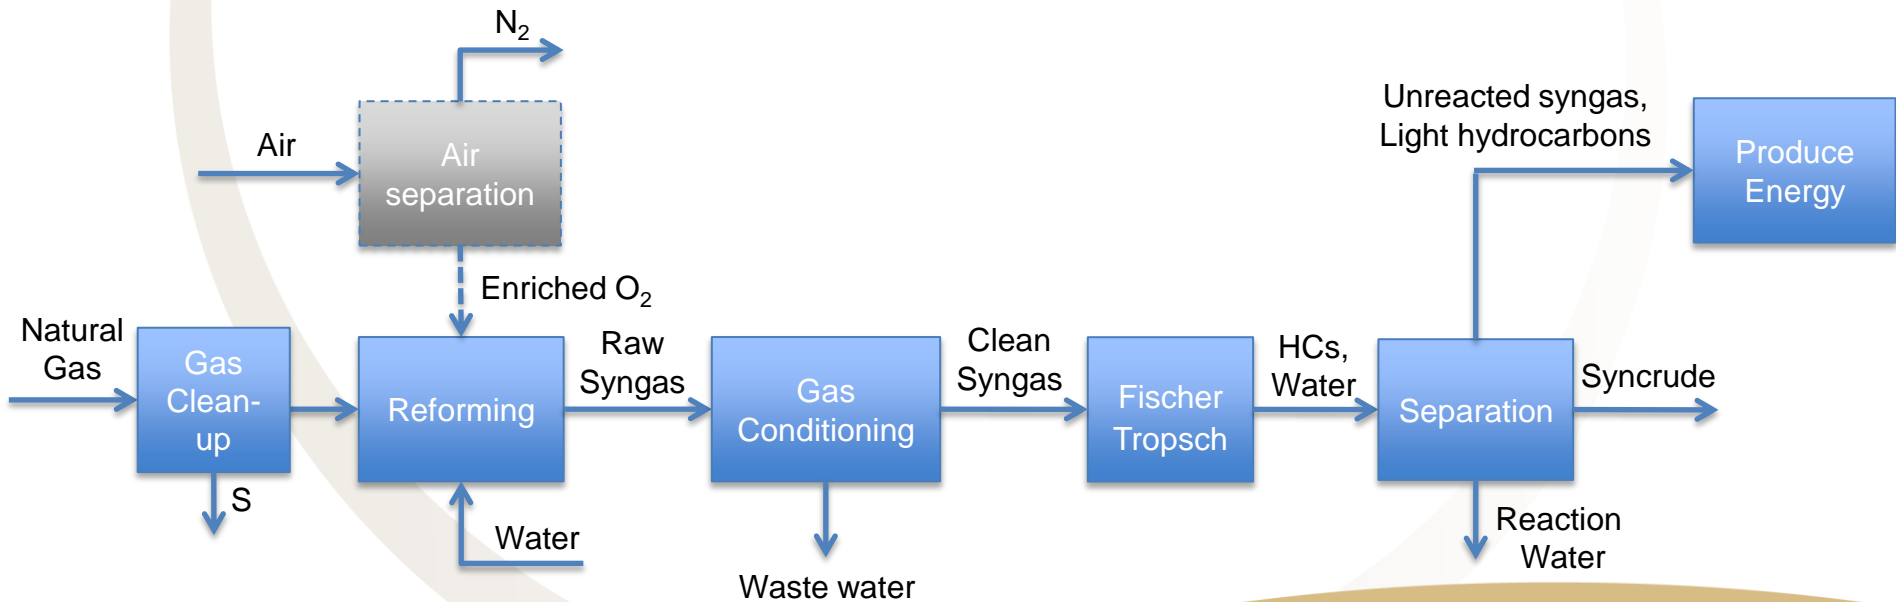 N₂
Air
Air
separation
Enriched O₂
Unreacted syngas,
Light hydrocarbons
Produce
Energy
Natural
Gas
Gas
Clean-
up
S
Reforming
Water
Raw
Syngas
Gas
Conditioning
Waste water
Clean
Syngas
Fischer
Tropsch
HCs,
Water
Separation
Syncrude
Reaction
Water